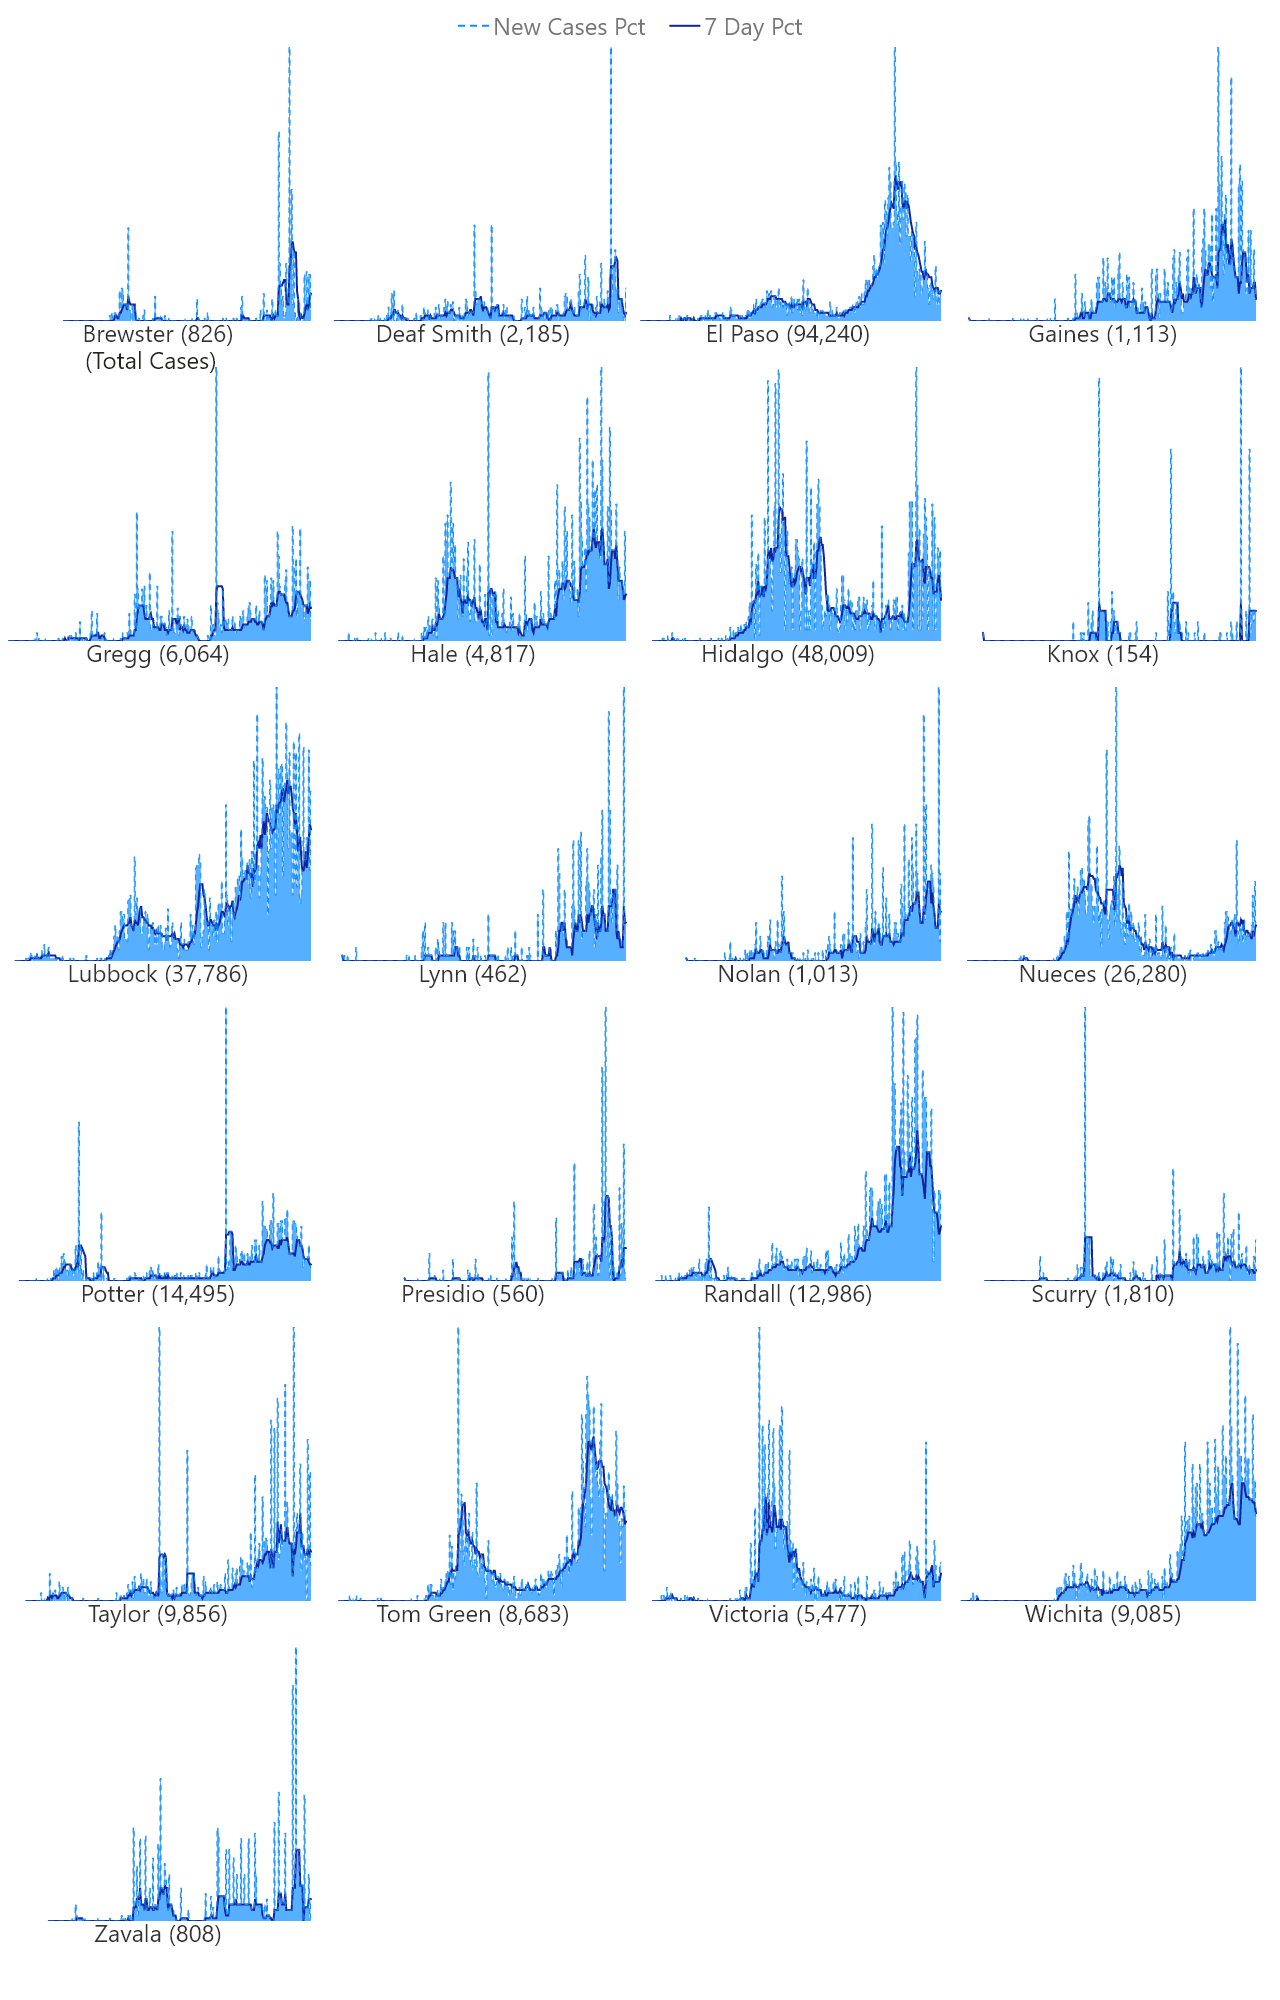 New Cases Pct 7 Day Pct
Brewster (826) Deaf Smith (2,185) El Paso (94,240) Gaines (1,113)
(Total Cases)
Gregg (6,064) Hale (4,817) Hidalgo (48,009) Knox (154)
Lubbock (37,786) Lynn (462) Nolan (1,013) Nueces (26,280)
Potter (14,495) Presidio (560) Randall (12,986) Scurry (1,810)
Taylor (9,856) Tom Green (8,683) Victoria (5,477) Wichita (9,085)
Zavala (808)